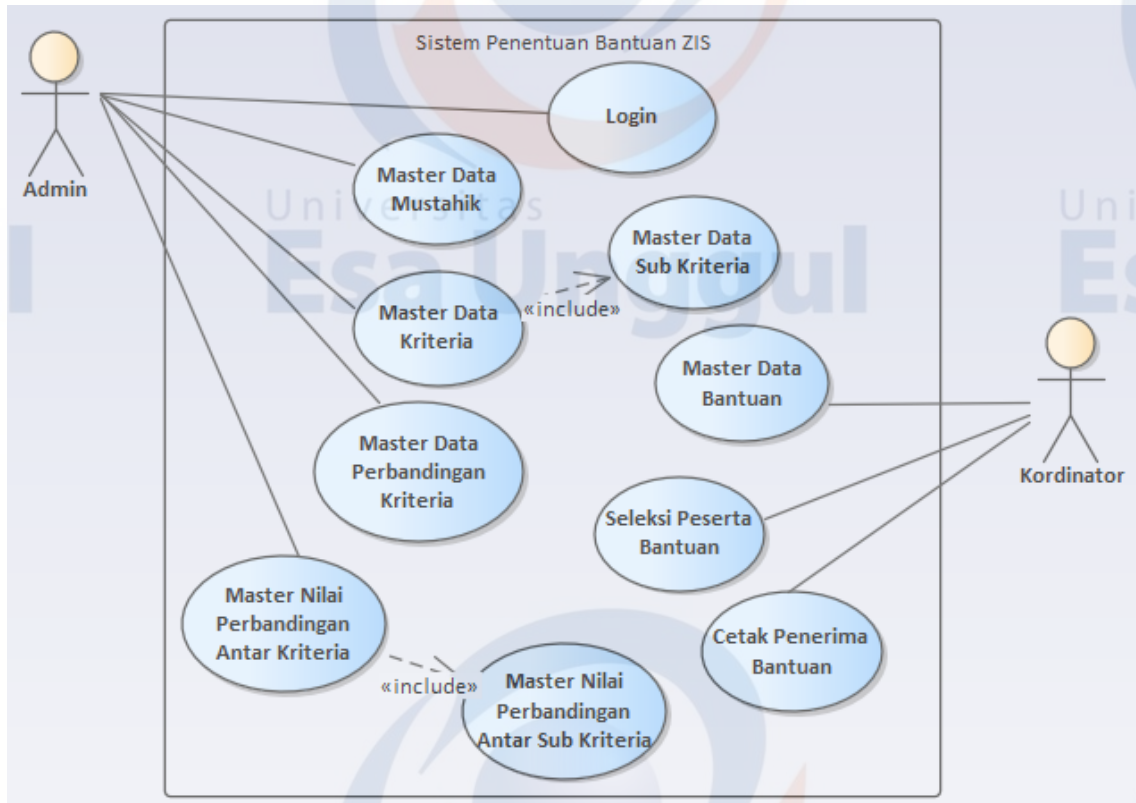 Sistem Penentuan Bantuan ZIS
Admin
Login
Master Data
Mustahik
Master Data
Sub Kriteria
Master Data
Kriteria
«include»
Master Data
Bantuan
Kordinator
Master Data
Perbandingan
Kriteria
Seleksi Peserta
Bantuan
Master Nilai
Perbandingan
Antar Kriteria
Cetak Penerima
Bantuan
«include»
Master Nilai
Perbandingan
Antar Sub Kriteria
Universitas
Esa Unggul
Uni
Es
l